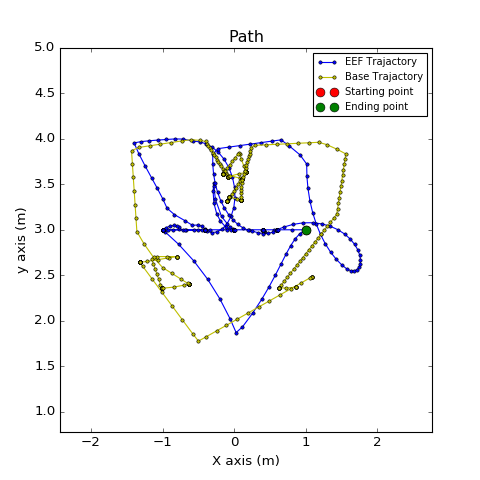 Path
EEF Trajactory
Base Trajactory
Starting point
Ending point
5.0
4.5
4.0
3.5
3.0
2.5
2.0
1.5
1.0
y axis (m)
−2
−1
0
1
2
X axis (m)